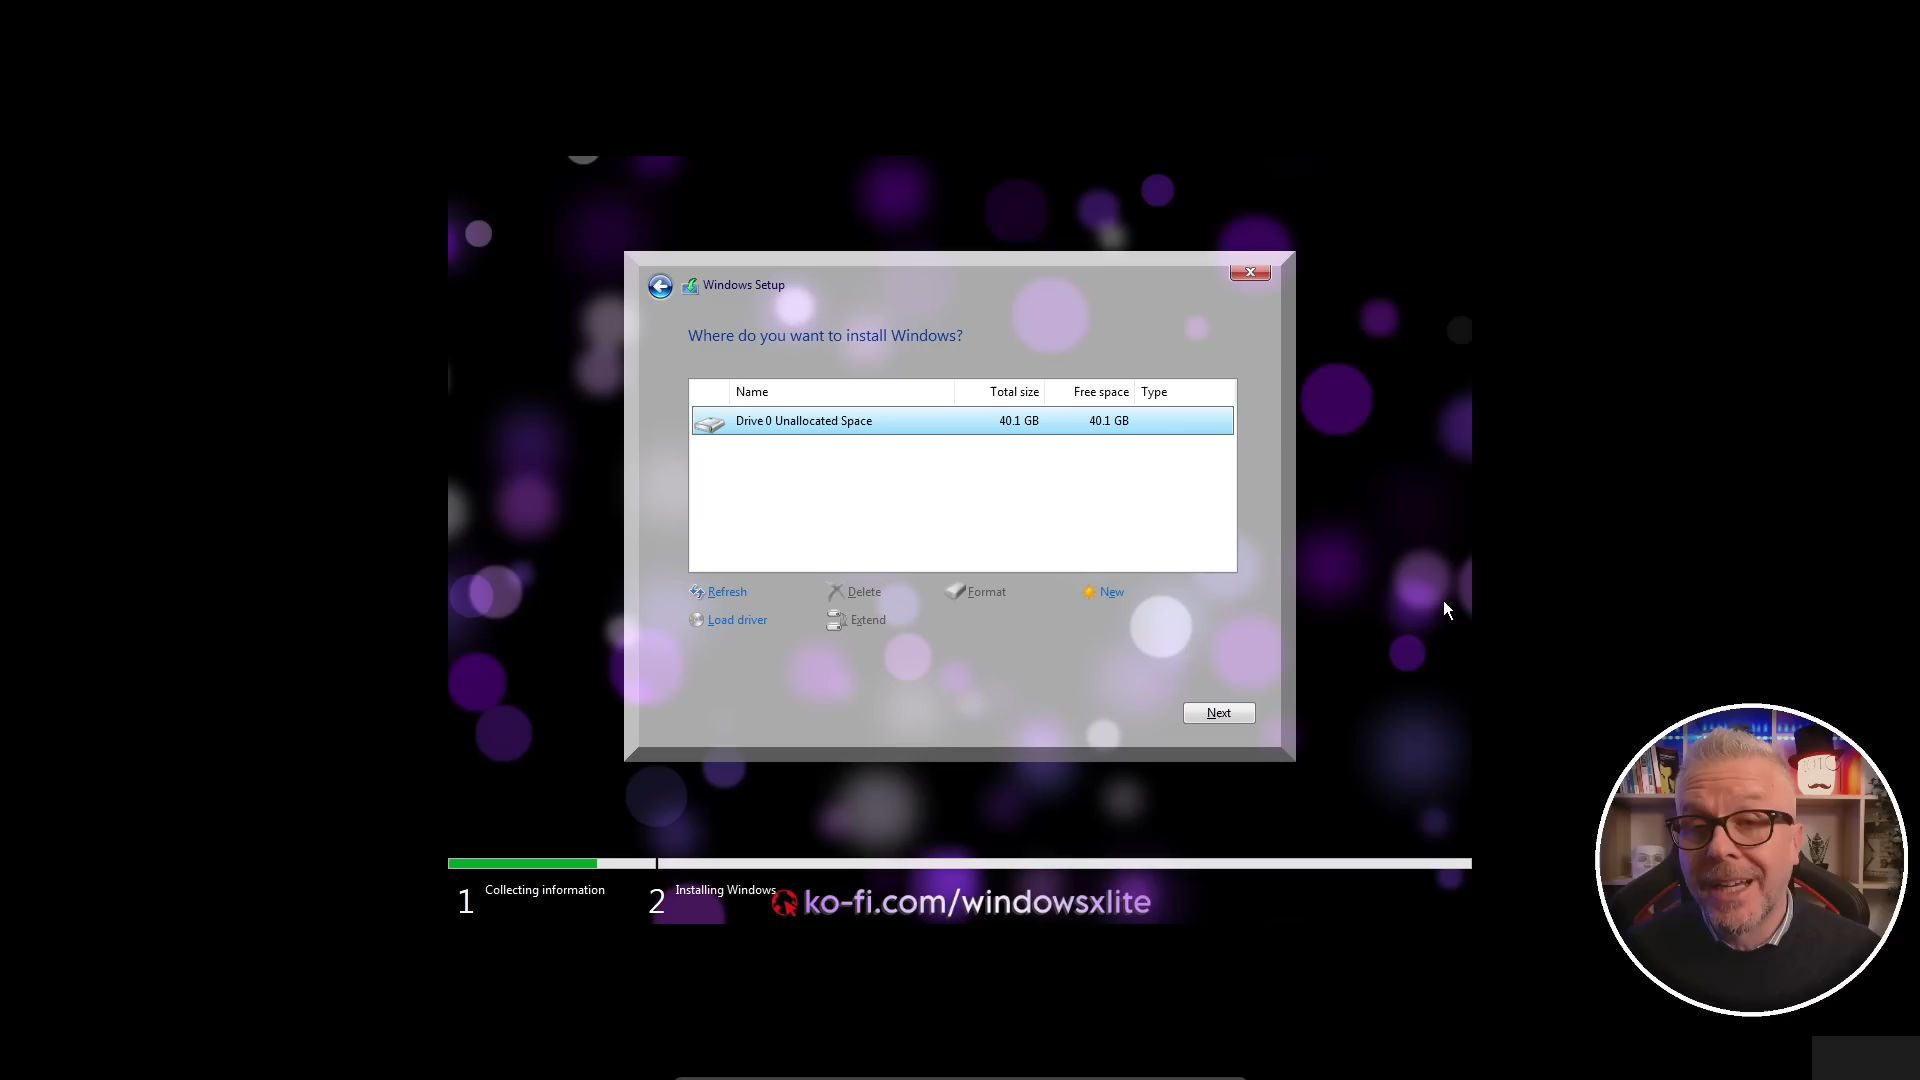 Windows Setup
Where do you want to install Windows?
Name Total size Free space Type
Drive 0 Unallocated Space 40.1 GB 40.1 GB
Refresh Delete Format New
Load driver Extend
Next
1 Collecting information 2 Installing Windows
ko-fi.com/windowsxlite